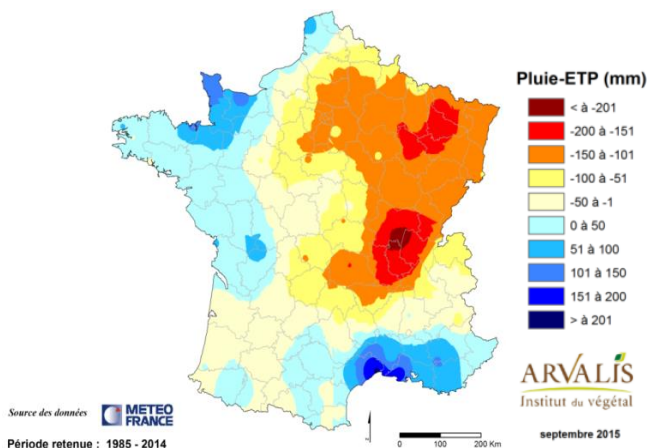 Pluie-ETP (mm)
< à -201
-200 à -151
-150 à -101
-100 à -51
-50 à -1
0 à 50
51 à 100
101 à 150
151 à 200
> à 201
ARVALIS
Institut du végétal
septembre 2015
Source des données
METEO
FRANCE
Période retenue : 1985 - 2014
0 100 200 Km